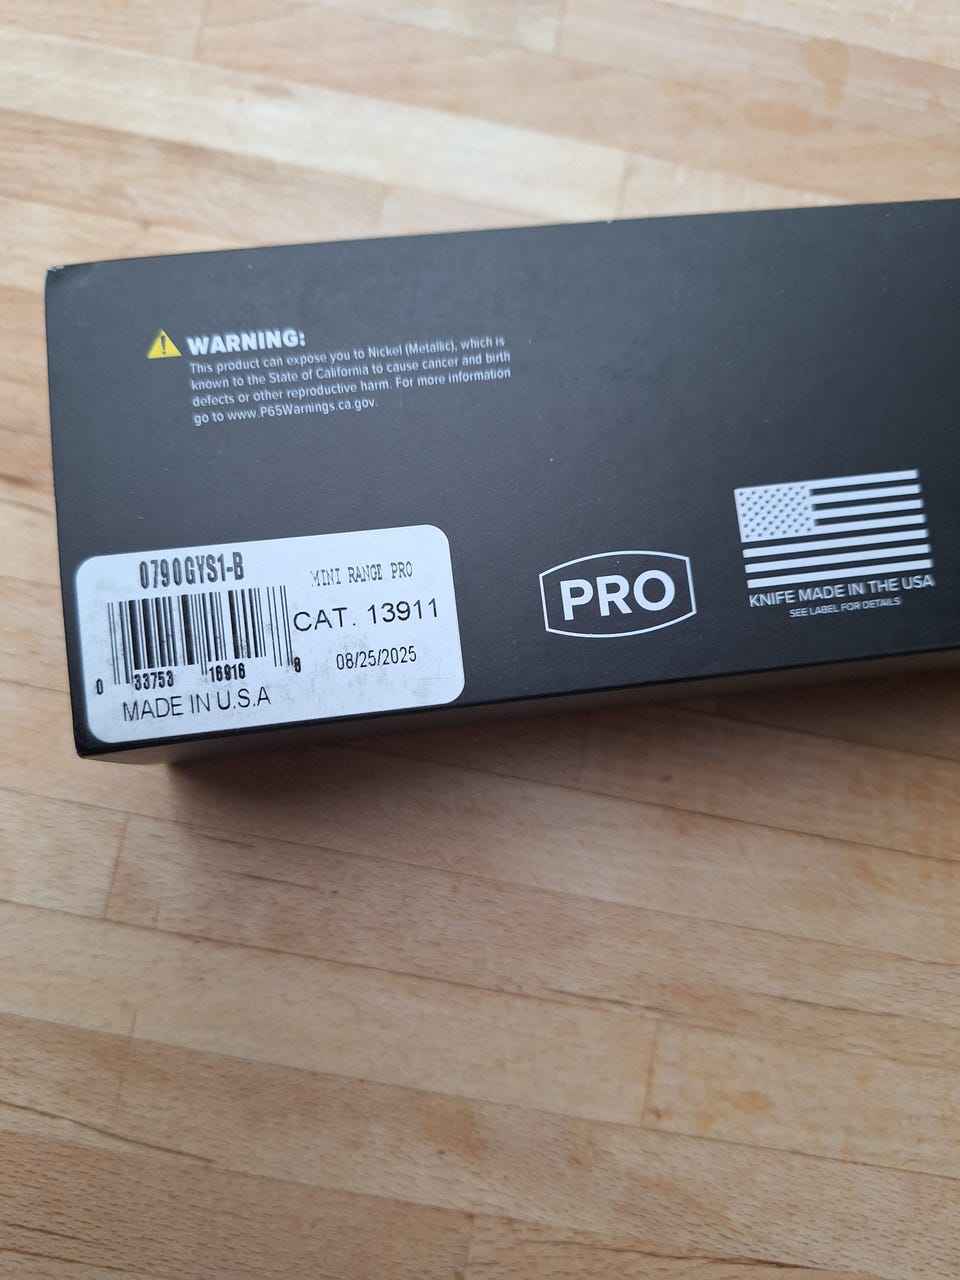 WARNING:
This product can expose you to Nickel (Metallic), which is
known to the State of California to cause cancer and birth
defects or other reproductive harm. For more information
go to www.P65Warnings.ca.gov.
0790GYS1-B
MINI RANGE PRO
CAT. 13911
08/25/2025
0 33753 16916 8
MADE IN U.S.A
PRO
KNIFE MADE IN THE USA
SEE LABEL FOR DETAILS